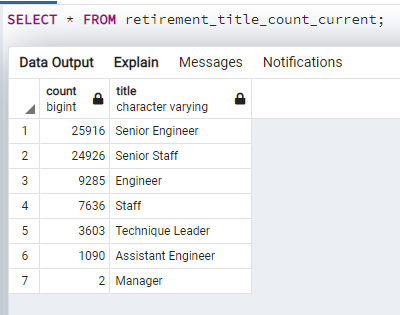 SELECT * FROM retirement_title_count_current;
Data Output Explain Messages Notifications
count title
bigint character varying
1 25916 Senior Engineer
2 24926 Senior Staff
3 9285 Engineer
4 7636 Staff
5 3603 Technique Leader
6 1090 Assistant Engineer
7 2 Manager